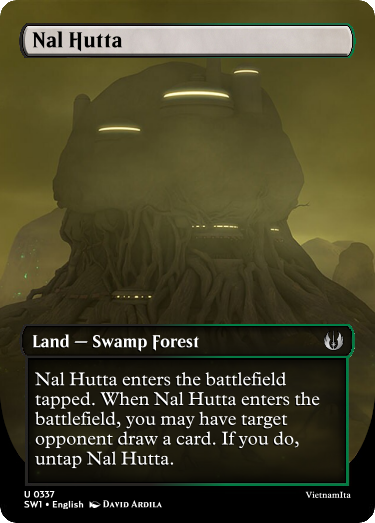 Nal Hutta
Land — Swamp Forest
Nal Hutta enters the battlefield
tapped. When Nal Hutta enters the
battlefield, you may have target
opponent draw a card. If you do,
untap Nal Hutta.
U 0337
SW1 • English David Ardila
VietnamIta